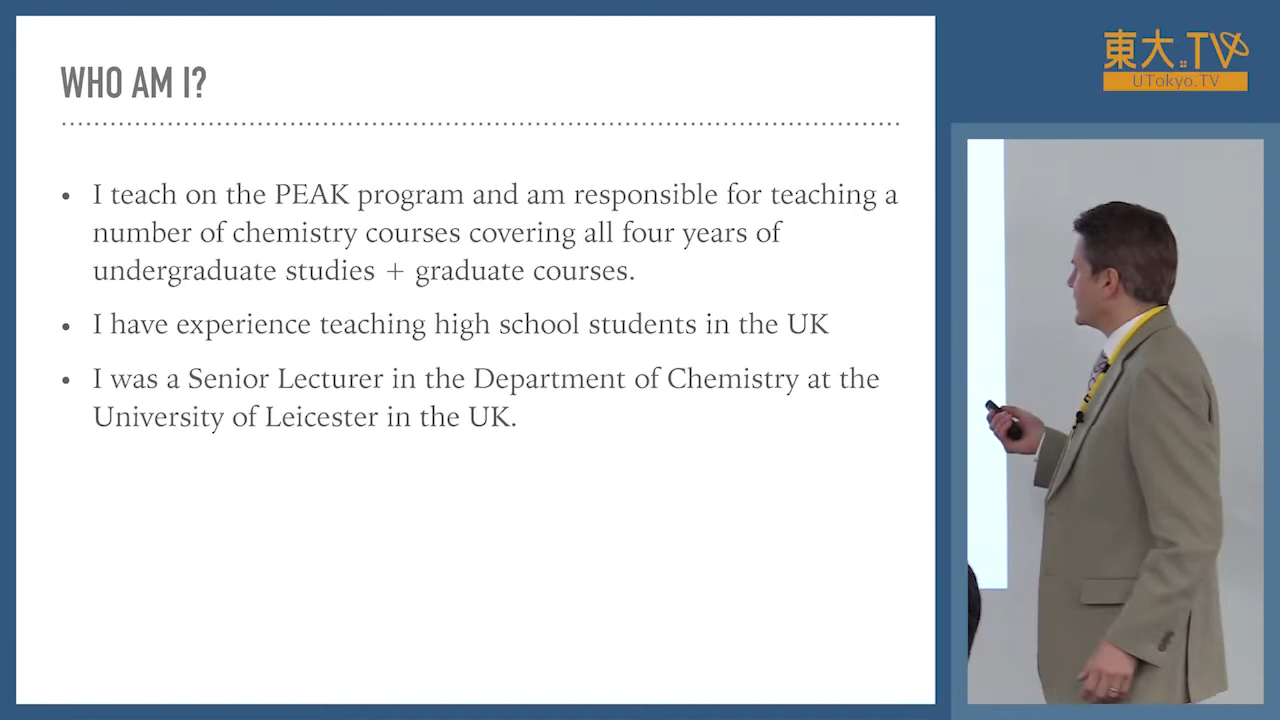 WHO AM I?
• I teach on the PEAK program and am responsible for teaching a
number of chemistry courses covering all four years of
undergraduate studies + graduate courses.
• I have experience teaching high school students in the UK
• I was a Senior Lecturer in the Department of Chemistry at the
University of Leicester in the UK.
東大.TV
UTokyo.TV